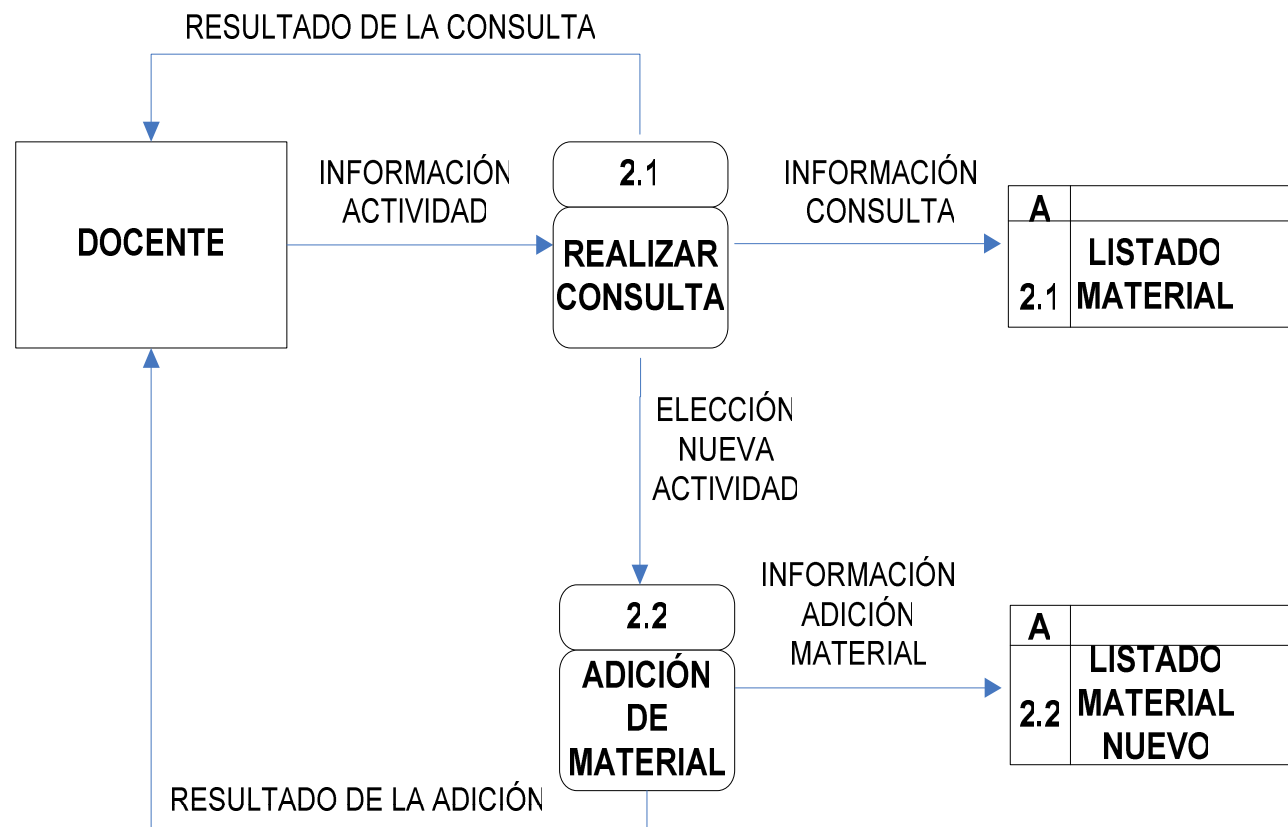 RESULTADO DE LA CONSULTA
DOCENTE
INFORMACIÓN
ACTIVIDAD
2.1
REALIZAR
CONSULTA
INFORMACIÓN
CONSULTA
A
2.1
LISTADO
MATERIAL
ELECCIÓN
NUEVA
ACTIVIDAD
2.2
ADICIÓN
DE
MATERIAL
INFORMACIÓN
ADICIÓN
MATERIAL
A
2.2
LISTADO
MATERIAL
NUEVO
RESULTADO DE LA ADICIÓN